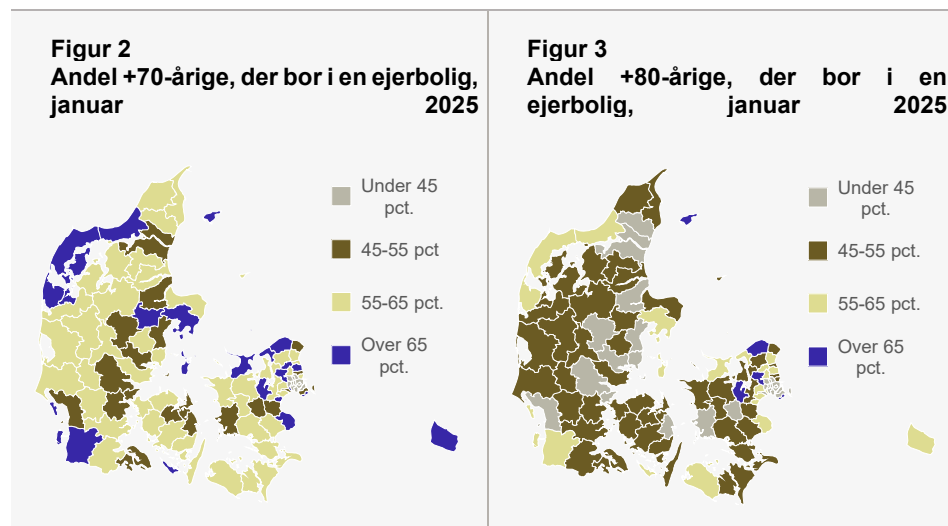 Figur 2
Andel +70-årige, der bor i en ejerbolig,
januar 2025
Under 45
pct.
45-55 pct
55-65 pct.
Over 65
pct.
Figur 3
Andel +80-årige, der bor i en
ejerbolig, januar 2025
Under 45
pct.
45-55 pct.
55-65 pct.
Over 65
pct.